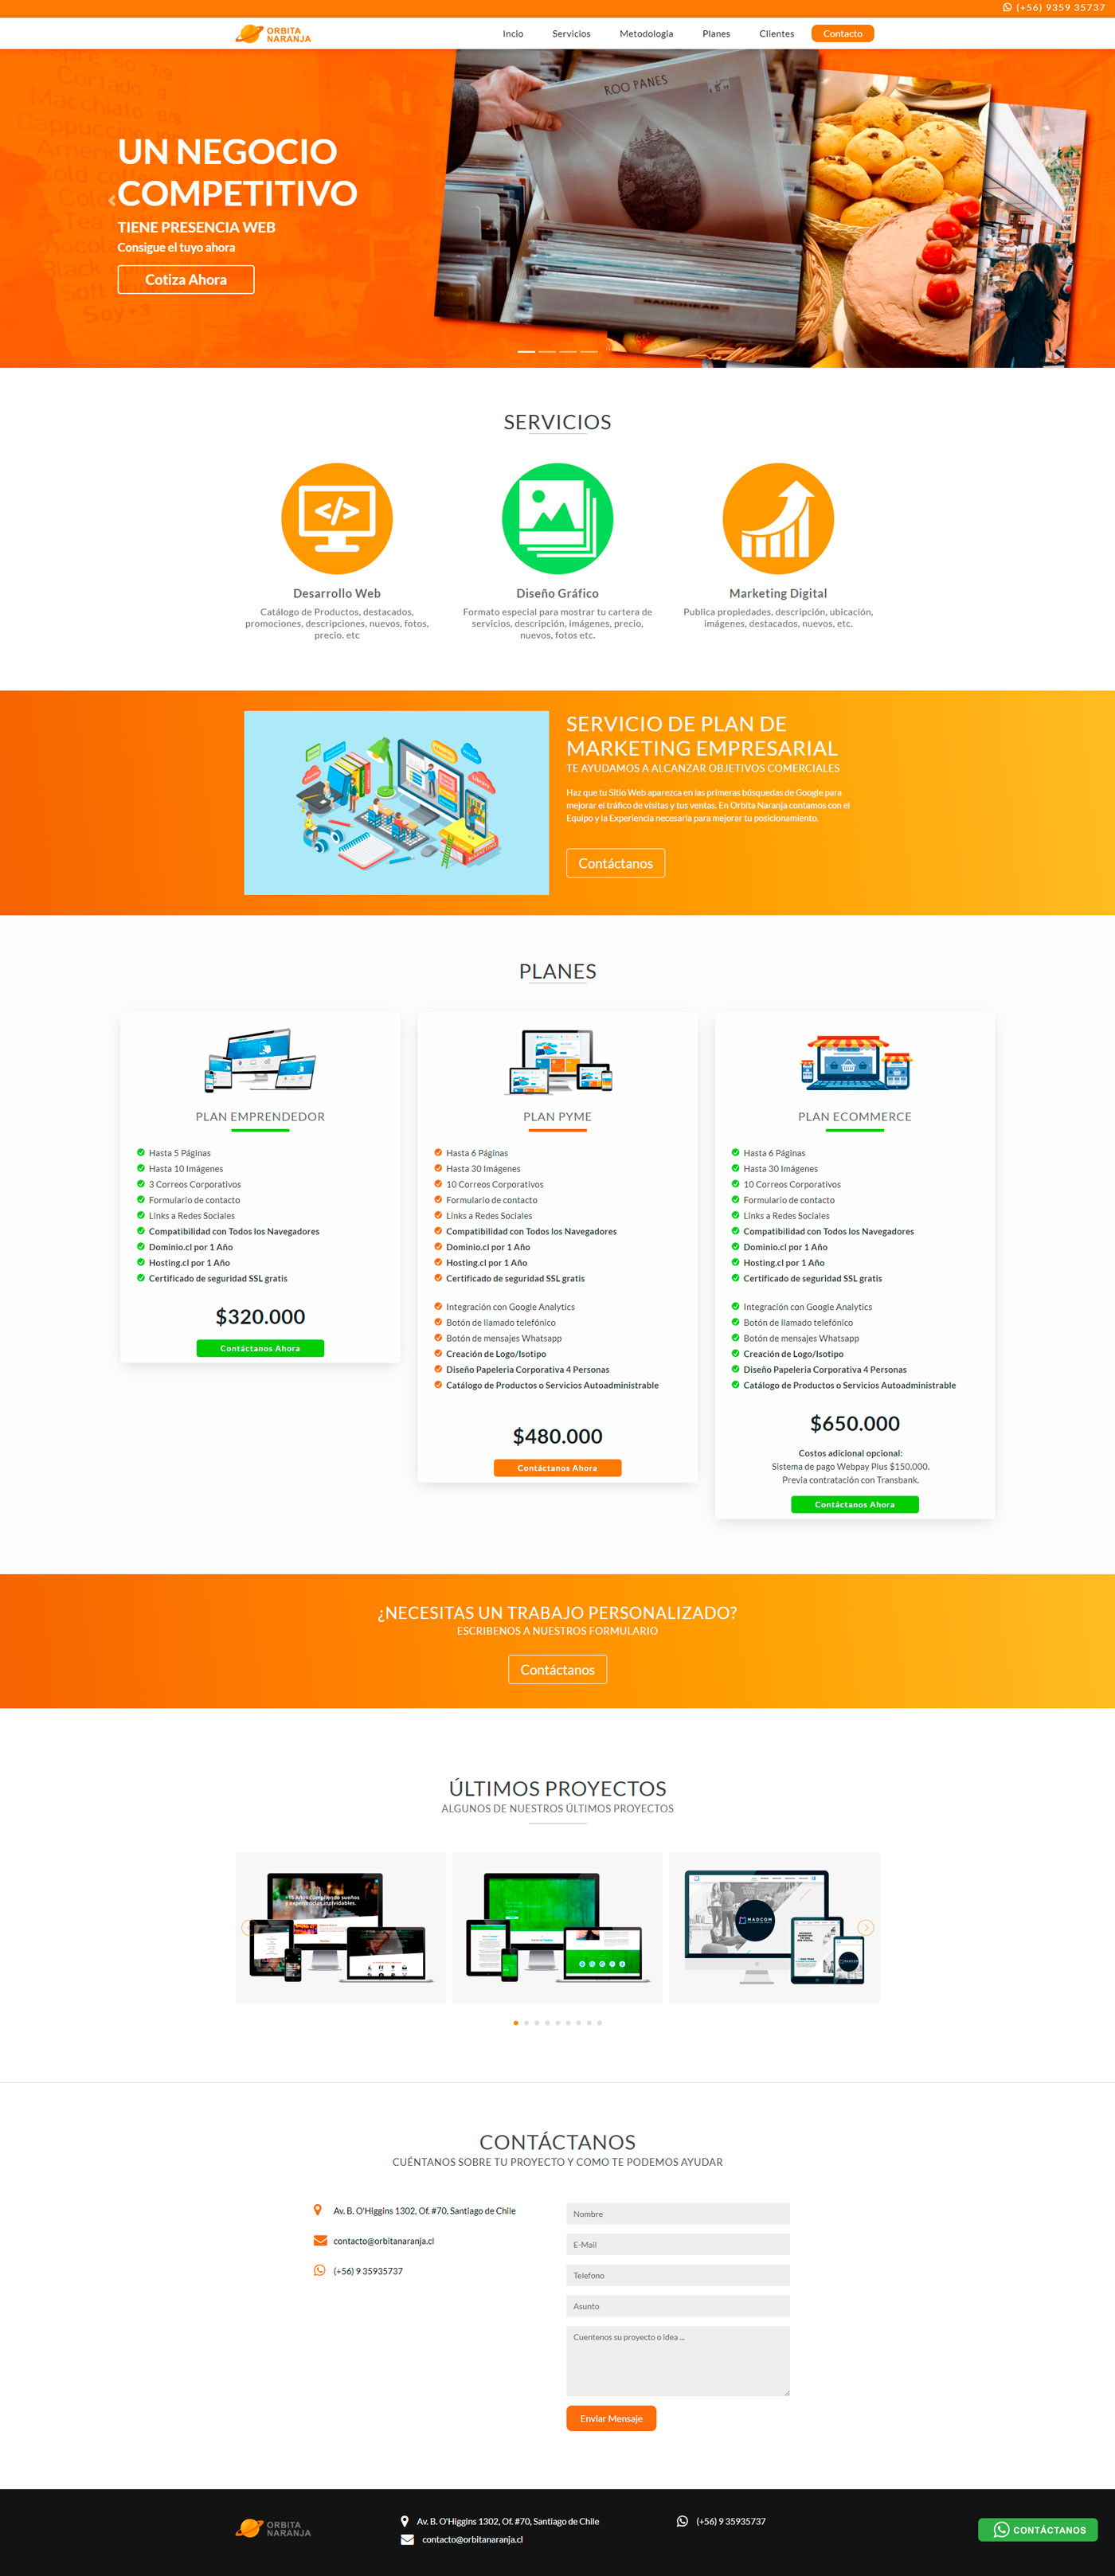 (+56) 9359 35737
ORBITA
NARANJA
Incio
Servicios
Metodología
Planes
Clientes
Contacto
ROO PANES
RADIOHEAD
Cortado
Macchiato
UN NEGOCIO
COMPETITIVO
TIENE PRESENCIA WEB
Consigue el tuyo ahora
Cotiza Ahora
Soy+3
SERVICIOS
Desarrollo Web
Catálogo de Productos, destacados,
promociones, descripciones, nuevos, fotos,
precio. etc
Diseño Gráfico
Formato especial para mostrar tu cartera de
servicios, descripción, imágenes, precio,
nuevos, fotos etc.
Marketing Digital
Publica propiedades, descripción, ubicación,
imágenes, destacados, nuevos, etc.
SERVICIO DE PLAN DE
MARKETING EMPRESARIAL
TE AYUDAMOS A ALCANZAR OBJETIVOS COMERCIALES
Haz que tu Sitio Web aparezca en las primeras búsquedas de Google para
mejorar el tráfico de visitas y tus ventas. En Orbita Naranja contamos con el
Equipo y la Experiencia necesaria para mejorar tu posicionamiento.
Contáctanos
PLANES
PLAN EMPRENDEDOR
Hasta 5 Páginas
Hasta 10 Imágenes
3 Correos Corporativos
Formulario de contacto
Links a Redes Sociales
Compatibilidad con Todos los Navegadores
Dominio.cl por 1 Año
Hosting.cl por 1 Año
Certificado de seguridad SSL gratis
$320.000
Contáctanos Ahora
PLAN PYME
Hasta 6 Páginas
Hasta 30 Imágenes
10 Correos Corporativos
Formulario de contacto
Links a Redes Sociales
Compatibilidad con Todos los Navegadores
Dominio.cl por 1 Año
Hosting.cl por 1 Año
Certificado de seguridad SSL gratis
Integración con Google Analytics
Botón de llamado telefónico
Botón de mensajes Whatsapp
Creación de Logo/Isotipo
Diseño Papeleria Corporativa 4 Personas
Catálogo de Productos o Servicios Autoadministrable
$480.000
Contáctanos Ahora
PLAN ECOMMERCE
Hasta 6 Páginas
Hasta 30 Imágenes
10 Correos Corporativos
Formulario de contacto
Links a Redes Sociales
Compatibilidad con Todos los Navegadores
Dominio.cl por 1 Año
Hosting.cl por 1 Año
Certificado de seguridad SSL gratis
Integración con Google Analytics
Botón de llamado telefónico
Botón de mensajes Whatsapp
Creación de Logo/Isotipo
Diseño Papeleria Corporativa 4 Personas
Catálogo de Productos o Servicios Autoadministrable
$650.000
Costos adicional opcional:
Sistema de pago Webpay Plus $150.000.
Previa contratación con Transbank.
Contáctanos Ahora
¿NECESITAS UN TRABAJO PERSONALIZADO?
ESCRIBENOS A NUESTROS FORMULARIO
Contáctanos
ÚLTIMOS PROYECTOS
ALGUNOS DE NUESTROS ÚLTIMOS PROYECTOS
+15 Años cumpliendo sueños
y experiencias inolvidables.
MADCOM
CONTÁCTANOS
CUÉNTANOS SOBRE TU PROYECTO Y COMO TE PODEMOS AYUDAR
Av. B. O'Higgins 1302, Of. #70, Santiago de Chile
contacto@orbitanaranja.cl
(+56) 9 35935737
Nombre
E-Mail
Telefono
Asunto
Cuentenos su proyecto o idea ...
Enviar Mensaje
ORBITA
NARANJA
Av. B. O'Higgins 1302, Of. #70, Santiago de Chile
contacto@orbitanaranja.cl
(+56) 9 35935737
CONTÁCTANOS